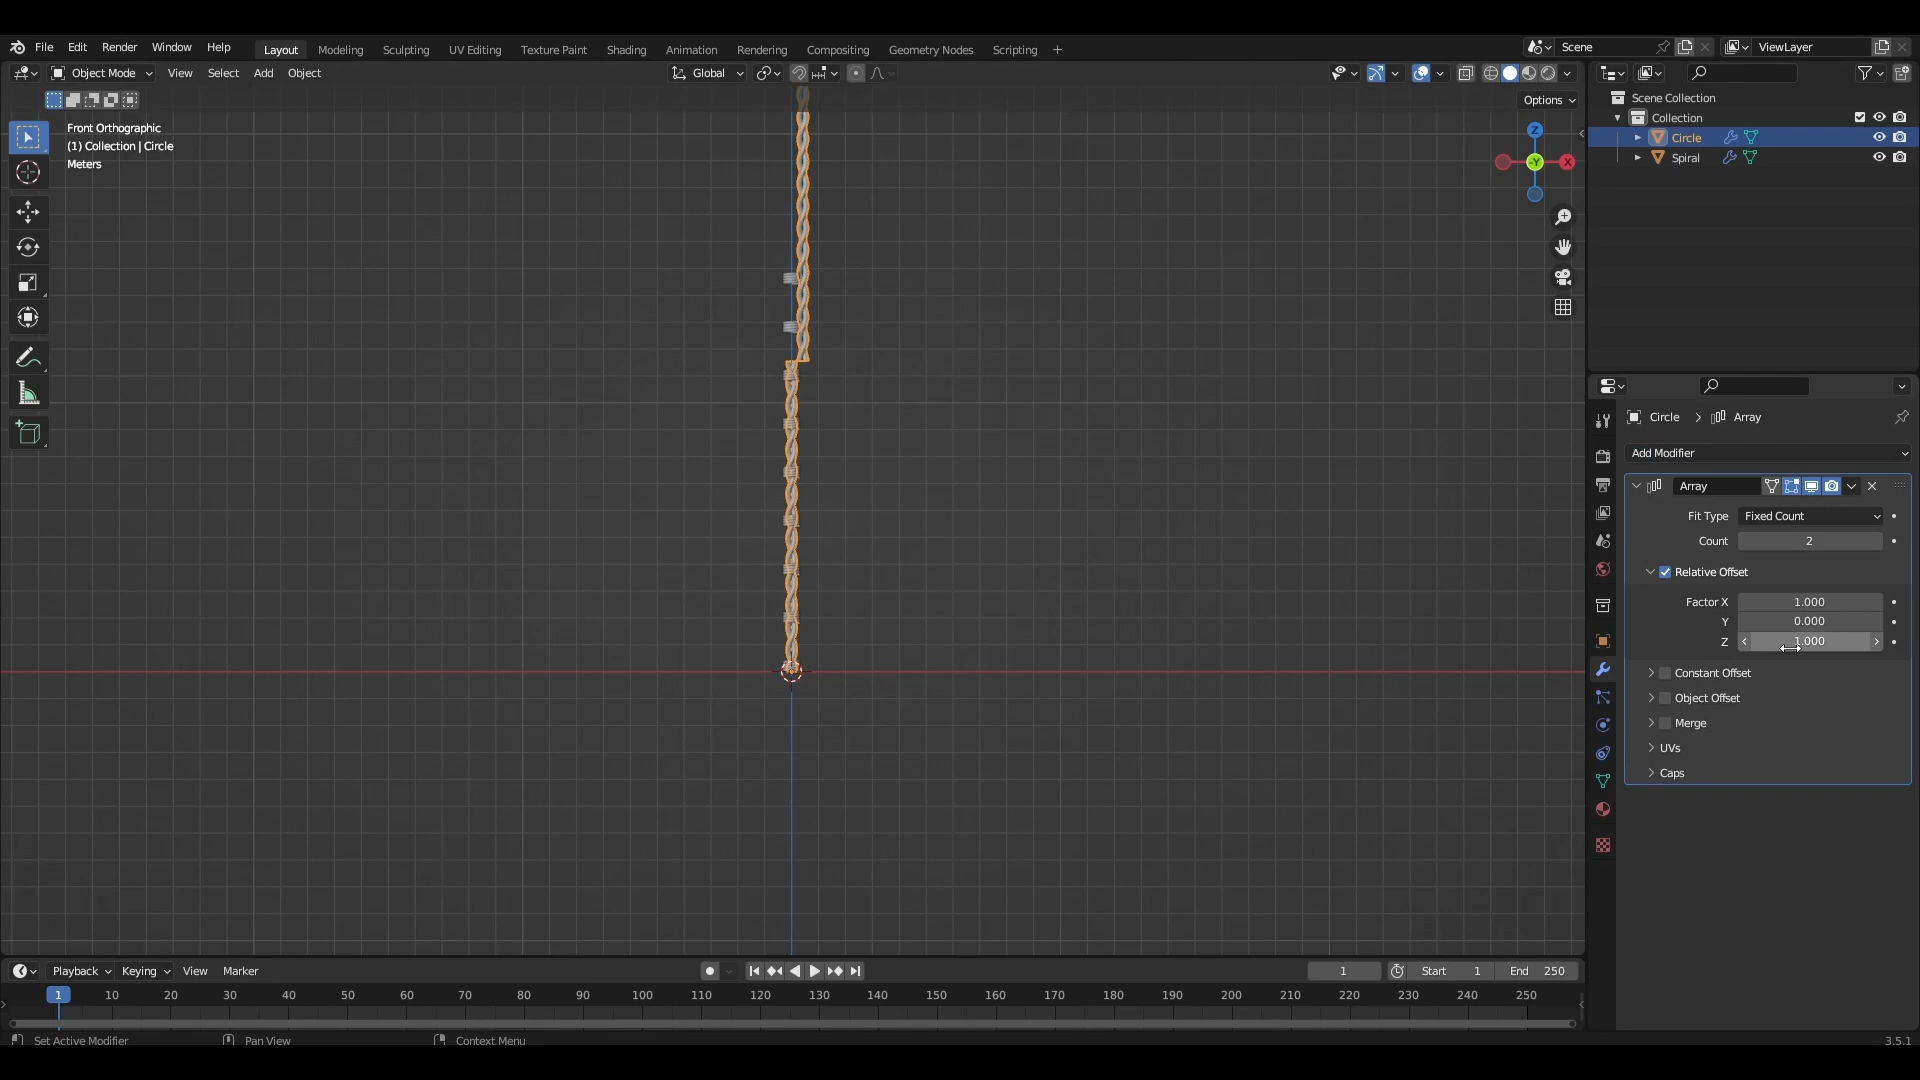 File Edit Render Window Help Layout Modeling Sculpting UV Editing Texture Paint Shading Animation Rendering Compositing Geometry Nodes Scripting + Scene ViewLayer
Object Mode View Select Add Object Global
Options
Front Orthographic
(1) Collection | Circle
Meters
Z
-Y X
Scene Collection
Collection
Circle
Spiral
Circle > Array
Add Modifier
Array
Fit Type Fixed Count
Count 2
Relative Offset
Factor X 1.000
Y 0.000
Z 1.000
Constant Offset
Object Offset
Merge
UVs
Caps
Playback Keying View Marker 1 Start 1 End 250
1 10 20 30 40 50 60 70 80 90 100 110 120 130 140 150 160 170 180 190 200 210 220 230 240 250
Set Active Modifier Pan View Context Menu 3.5.1